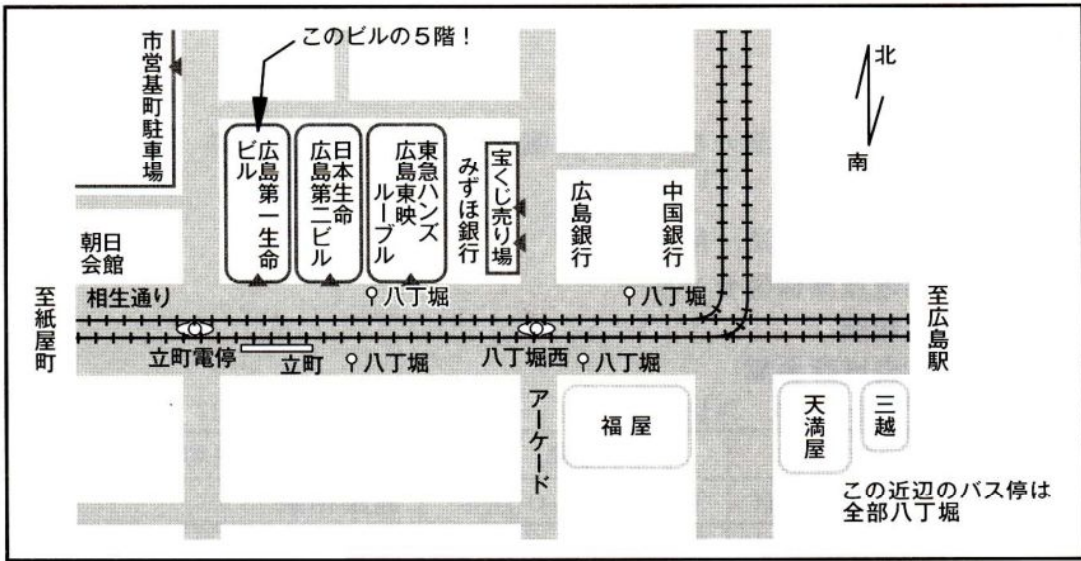 このビルの5階！
市営基町駐車場
北
南
広島第一生命
ビル
日本生命
広島第二ビル
東急ハンズ
広島東映
ルーブル
みずほ銀行
宝くじ売り場
広島銀行
中国銀行
朝日
会館
至紙屋町
相生通り
八丁堀
八丁堀
至広島駅
立町電停
立町
八丁堀
八丁堀西
八丁堀
アーケード
福屋
天満屋
三越
この近辺のバス停は
全部八丁堀